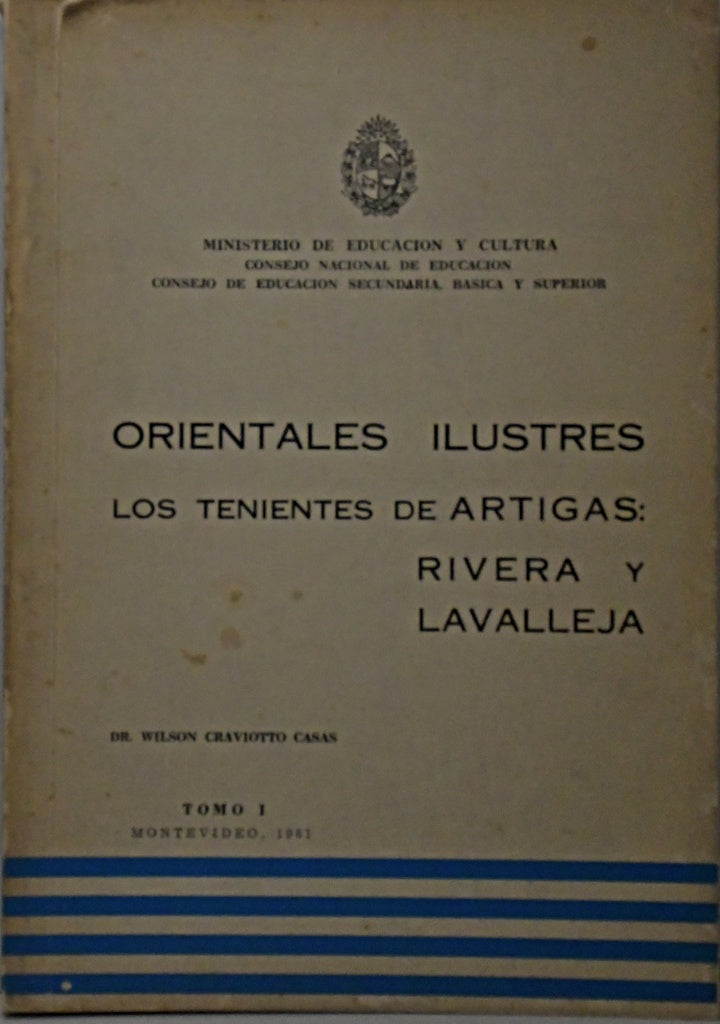 MINISTERIO DE EDUCACION Y CULTURA
CONSEJO NACIONAL DE EDUCACION
CONSEJO DE EDUCACION SECUNDARIA, BASICA Y SUPERIOR
ORIENTALES ILUSTRES
LOS TENIENTES DE ARTIGAS:
RIVERA Y
LAVALLEJA
DR. WILSON CRAVIOTTO CASAS
TOMO I
MONTEVIDEO, 1981